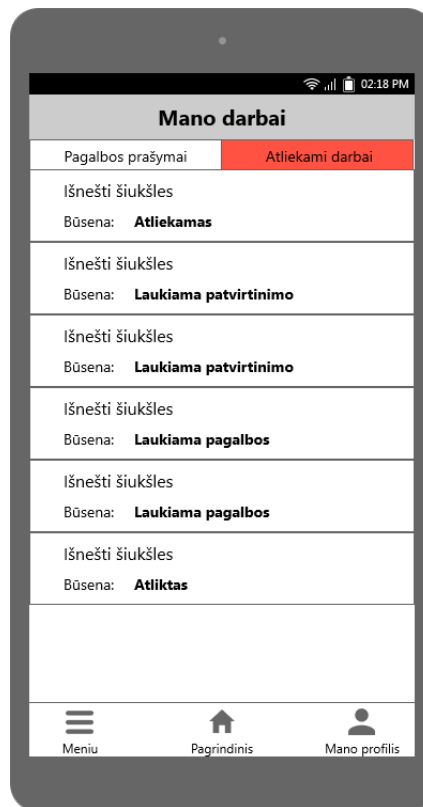 02:18 PM
Mano darbai
Pagalbos prašymai Atliekami darbai
Išnešti šiukšles
Būsena: Atliekamas
Išnešti šiukšles
Būsena: Laukiama patvirtinimo
Išnešti šiukšles
Būsena: Laukiama patvirtinimo
Išnešti šiukšles
Būsena: Laukiama pagalbos
Išnešti šiukšles
Būsena: Laukiama pagalbos
Išnešti šiukšles
Būsena: Atliktas
Meniu Pagrindinis Mano profilis